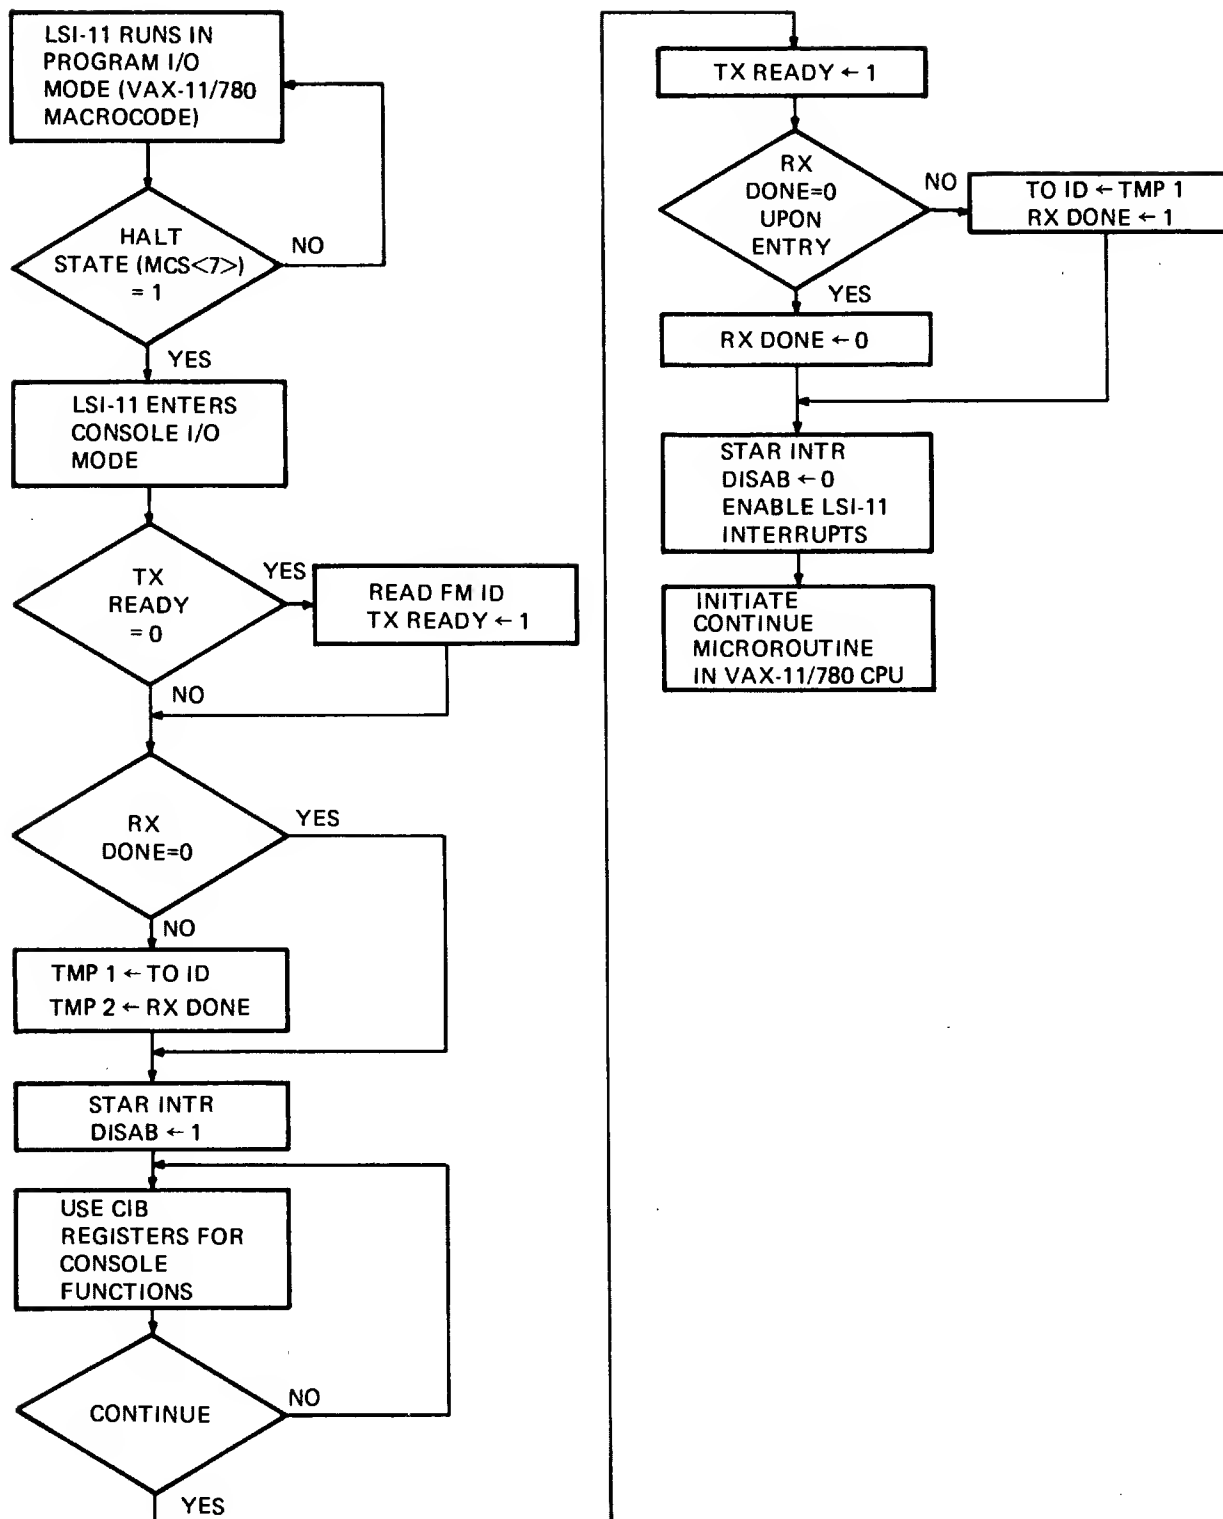 LSI-11 RUNS IN
PROGRAM I/O
MODE (VAX-11/780
MACROCODE)
HALT
STATE (MCS<7>)
= 1
NO
YES
LSI-11 ENTERS
CONSOLE I/O
MODE
TX
READY
= 0
YES
READ FM ID
TX READY ← 1
NO
RX
DONE=0
YES
NO
TMP 1 ← TO ID
TMP 2 ← RX DONE
STAR INTR
DISAB ← 1
USE CIB
REGISTERS FOR
CONSOLE
FUNCTIONS
CONTINUE
NO
YES
TX READY ← 1
RX
DONE=0
UPON
ENTRY
NO
TO ID ← TMP 1
RX DONE ← 1
YES
RX DONE ← 0
STAR INTR
DISAB ← 0
ENABLE LSI-11
INTERRUPTS
INITIATE
CONTINUE
MICROROUTINE
IN VAX-11/780 CPU